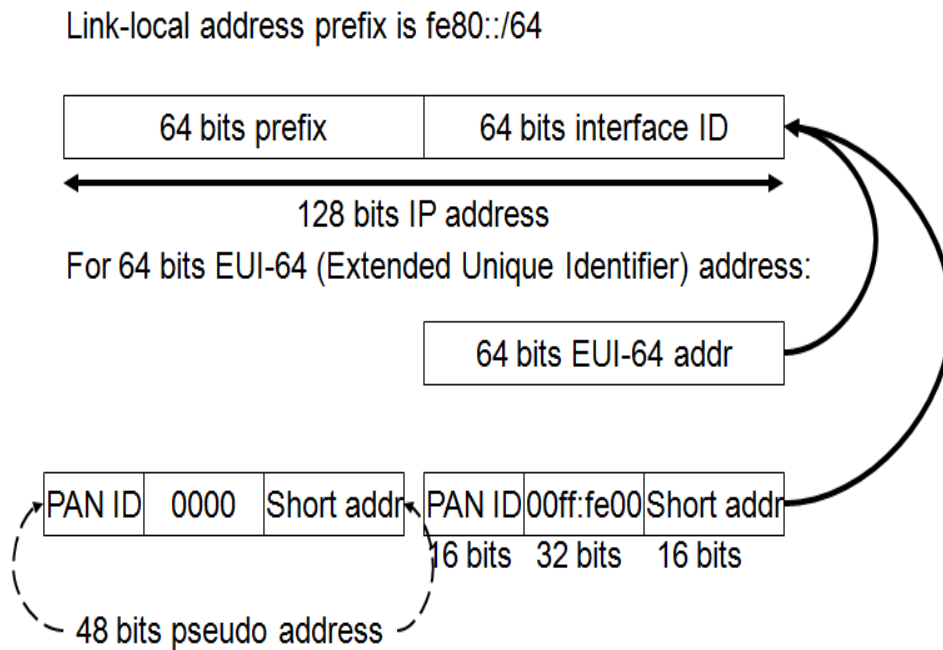 Link-local address prefix is fe80::/64
64 bits prefix 64 bits interface ID
128 bits IP address
For 64 bits EUI-64 (Extended Unique Identifier) address:
64 bits EUI-64 addr
PAN ID 0000 Short addr PAN ID 00ff:fe00 Short addr
16 bits 32 bits 16 bits
48 bits pseudo address